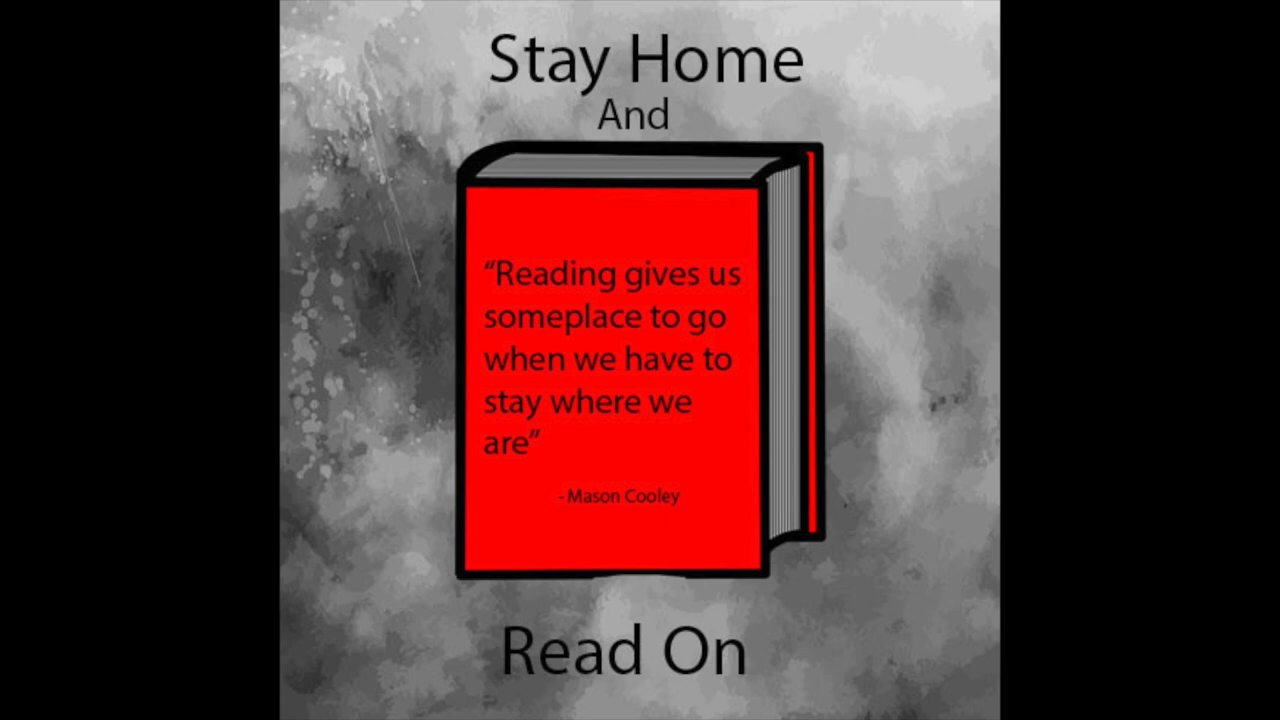 Stay Home
And
“Reading gives us
someplace to go
when we have to
stay where we
are”
- Mason Cooley
Read On